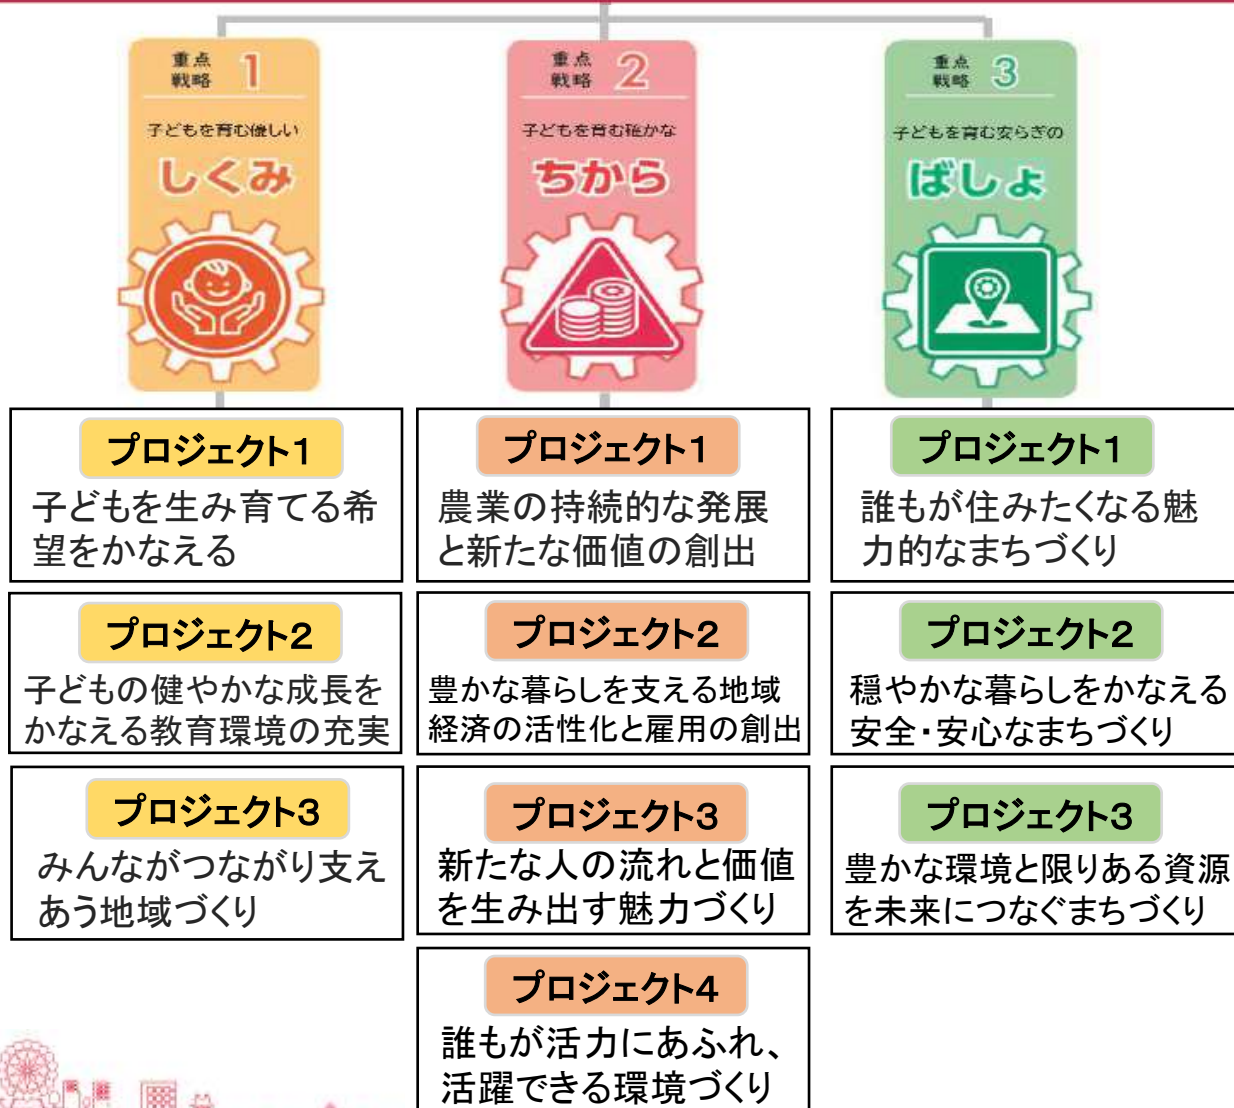 重点
戦略 1
子どもを育む優しい
しくみ
プロジェクト1
子どもを生み育てる希
望をかなえる
プロジェクト2
子どもの健やかな成長を
かなえる教育環境の充実
プロジェクト3
みんながつながり支え
あう地域づくり
重点
戦略 2
子どもを育む確かな
ちから
プロジェクト1
農業の持続的な発展
と新たな価値の創出
プロジェクト2
豊かな暮らしを支える地域
経済の活性化と雇用の創出
プロジェクト3
新たな人の流れと価値
を生み出す魅力づくり
プロジェクト4
誰もが活力にあふれ、
活躍できる環境づくり
重点
戦略 3
子どもを育む安らぎの
ばしょ
プロジェクト1
誰もが住みたくなる魅
力的なまちづくり
プロジェクト2
穏やかな暮らしをかなえる
安全・安心なまちづくり
プロジェクト3
豊かな環境と限りある資源
を未来につなぐまちづくり